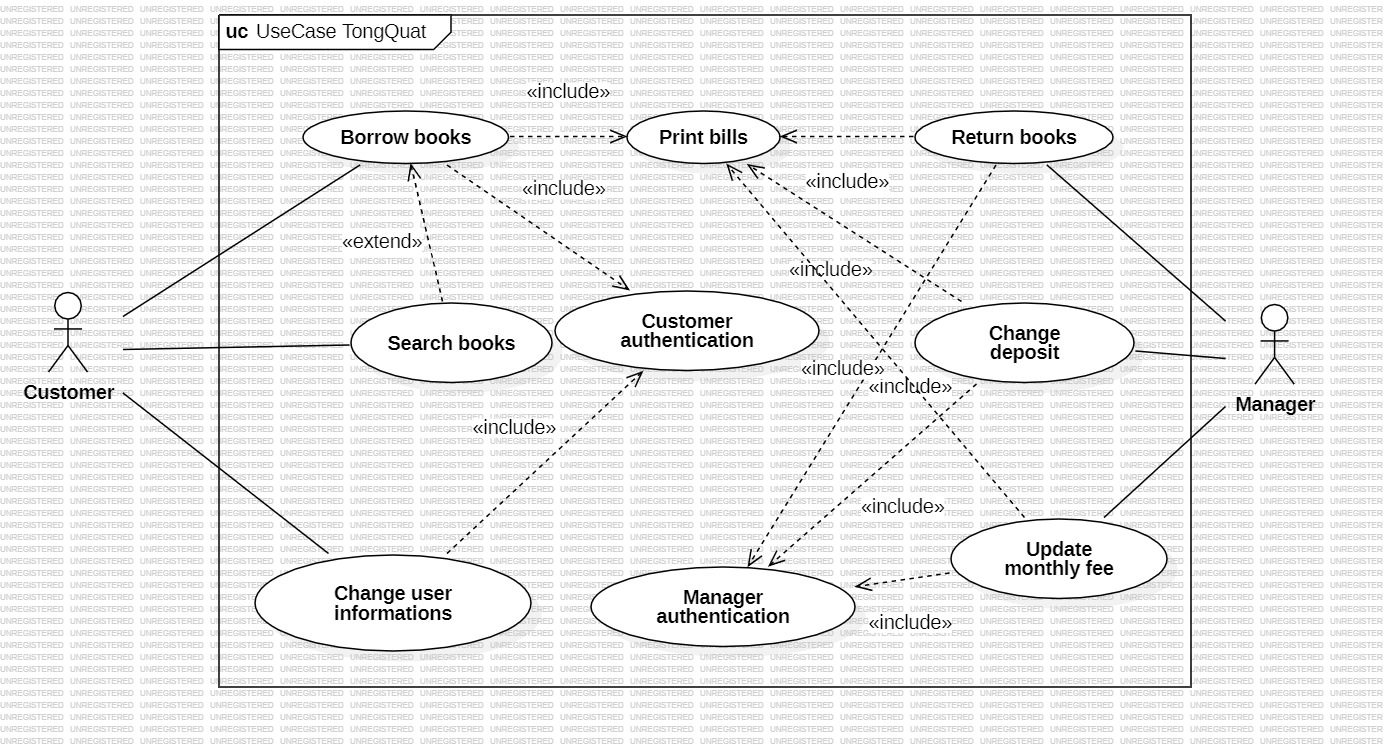 uc UseCase TongQuat
«include»
Borrow books
Print bills
Return books
«include»
«include»
«extend»
«include»
Customer
authentication
Search books
Change
deposit
«include»
«include»
Customer
Manager
«include»
«include»
Update
monthly fee
Change user
informations
Manager
authentication
«include»
UNREGISTERED